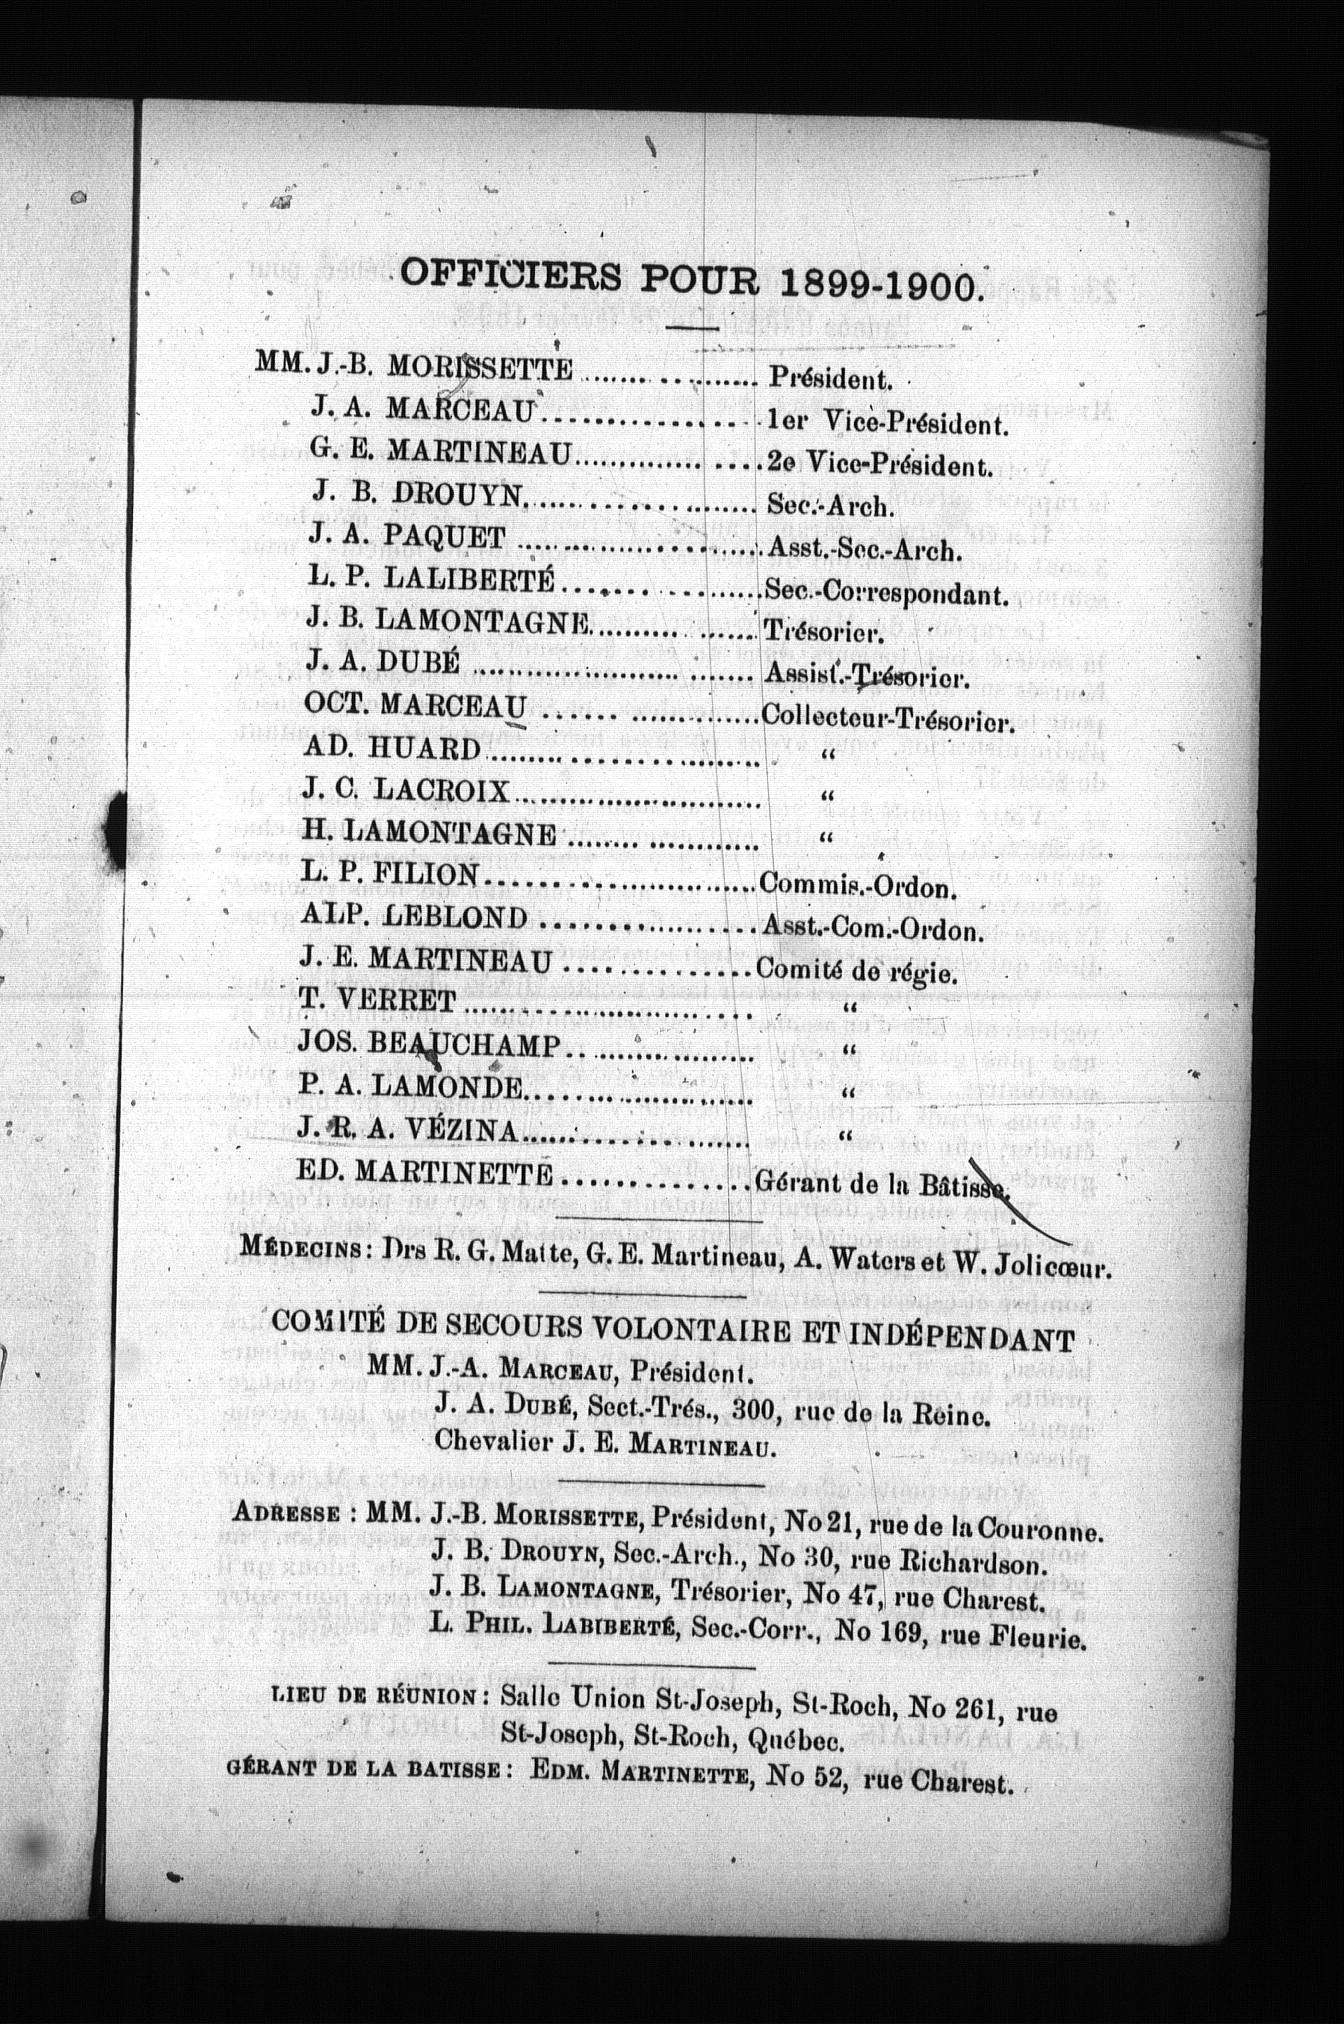 OFFICIERS POUR 1899-1900.
MM. J.-B. MORISSETTE .................... Président.
J. A. MARCEAU .................... 1er Vice-Président.
G. E. MARTINEAU .................... 2e Vice-Président.
J. B. DROUYN .................... Sec.-Arch.
J. A. PAQUET .................... Asst.-Sec.-Arch.
L. P. LALIBERTÉ .................... Sec.-Correspondant.
J. B. LAMONTAGNE .................... Trésorier.
J. A. DUBÉ .................... Assist.-Trésorier.
OCT. MARCEAU .................... Collecteur-Trésorier.
AD. HUARD .................... “
J. C. LACROIX .................... “
H. LAMONTAGNE .................... “
L. P. FILION .................... Commis.-Ordon.
ALP. LEBLOND .................... Asst.-Com.-Ordon.
J. E. MARTINEAU .................... Comité de régie.
T. VERRET .................... “
JOS. BEAUCHAMP .................... “
P. A. LAMONDE .................... “
J. R. A. VÉZINA .................... “
ED. MARTINETTE .................... Gérant de la Bâtisse.
MÉDECINS : Drs R. G. Matte, G. E. Martineau, A. Waters et W. Jolicœur.
COMITÉ DE SECOURS VOLONTAIRE ET INDÉPENDANT
MM. J.-A. MARCEAU, Président.
J. A. DUBÉ, Sect.-Trés., 300, rue de la Reine.
Chevalier J. E. MARTINEAU.
ADRESSE : MM. J.-B. MORISSETTE, Président, No 21, rue de la Couronne.
J. B. DROUYN, Sec.-Arch., No 30, rue Richardson.
J. B. LAMONTAGNE, Trésorier, No 47, rue Charest.
L. PHIL. LABIBERTÉ, Sec.-Corr., No 169, rue Fleurie.
LIEU DE RÉUNION : Salle Union St-Joseph, St-Roch, No 261, rue
St-Joseph, St-Roch, Québec.
GÉRANT DE LA BATISSE : EDM. MARTINETTE, No 52, rue Charest.